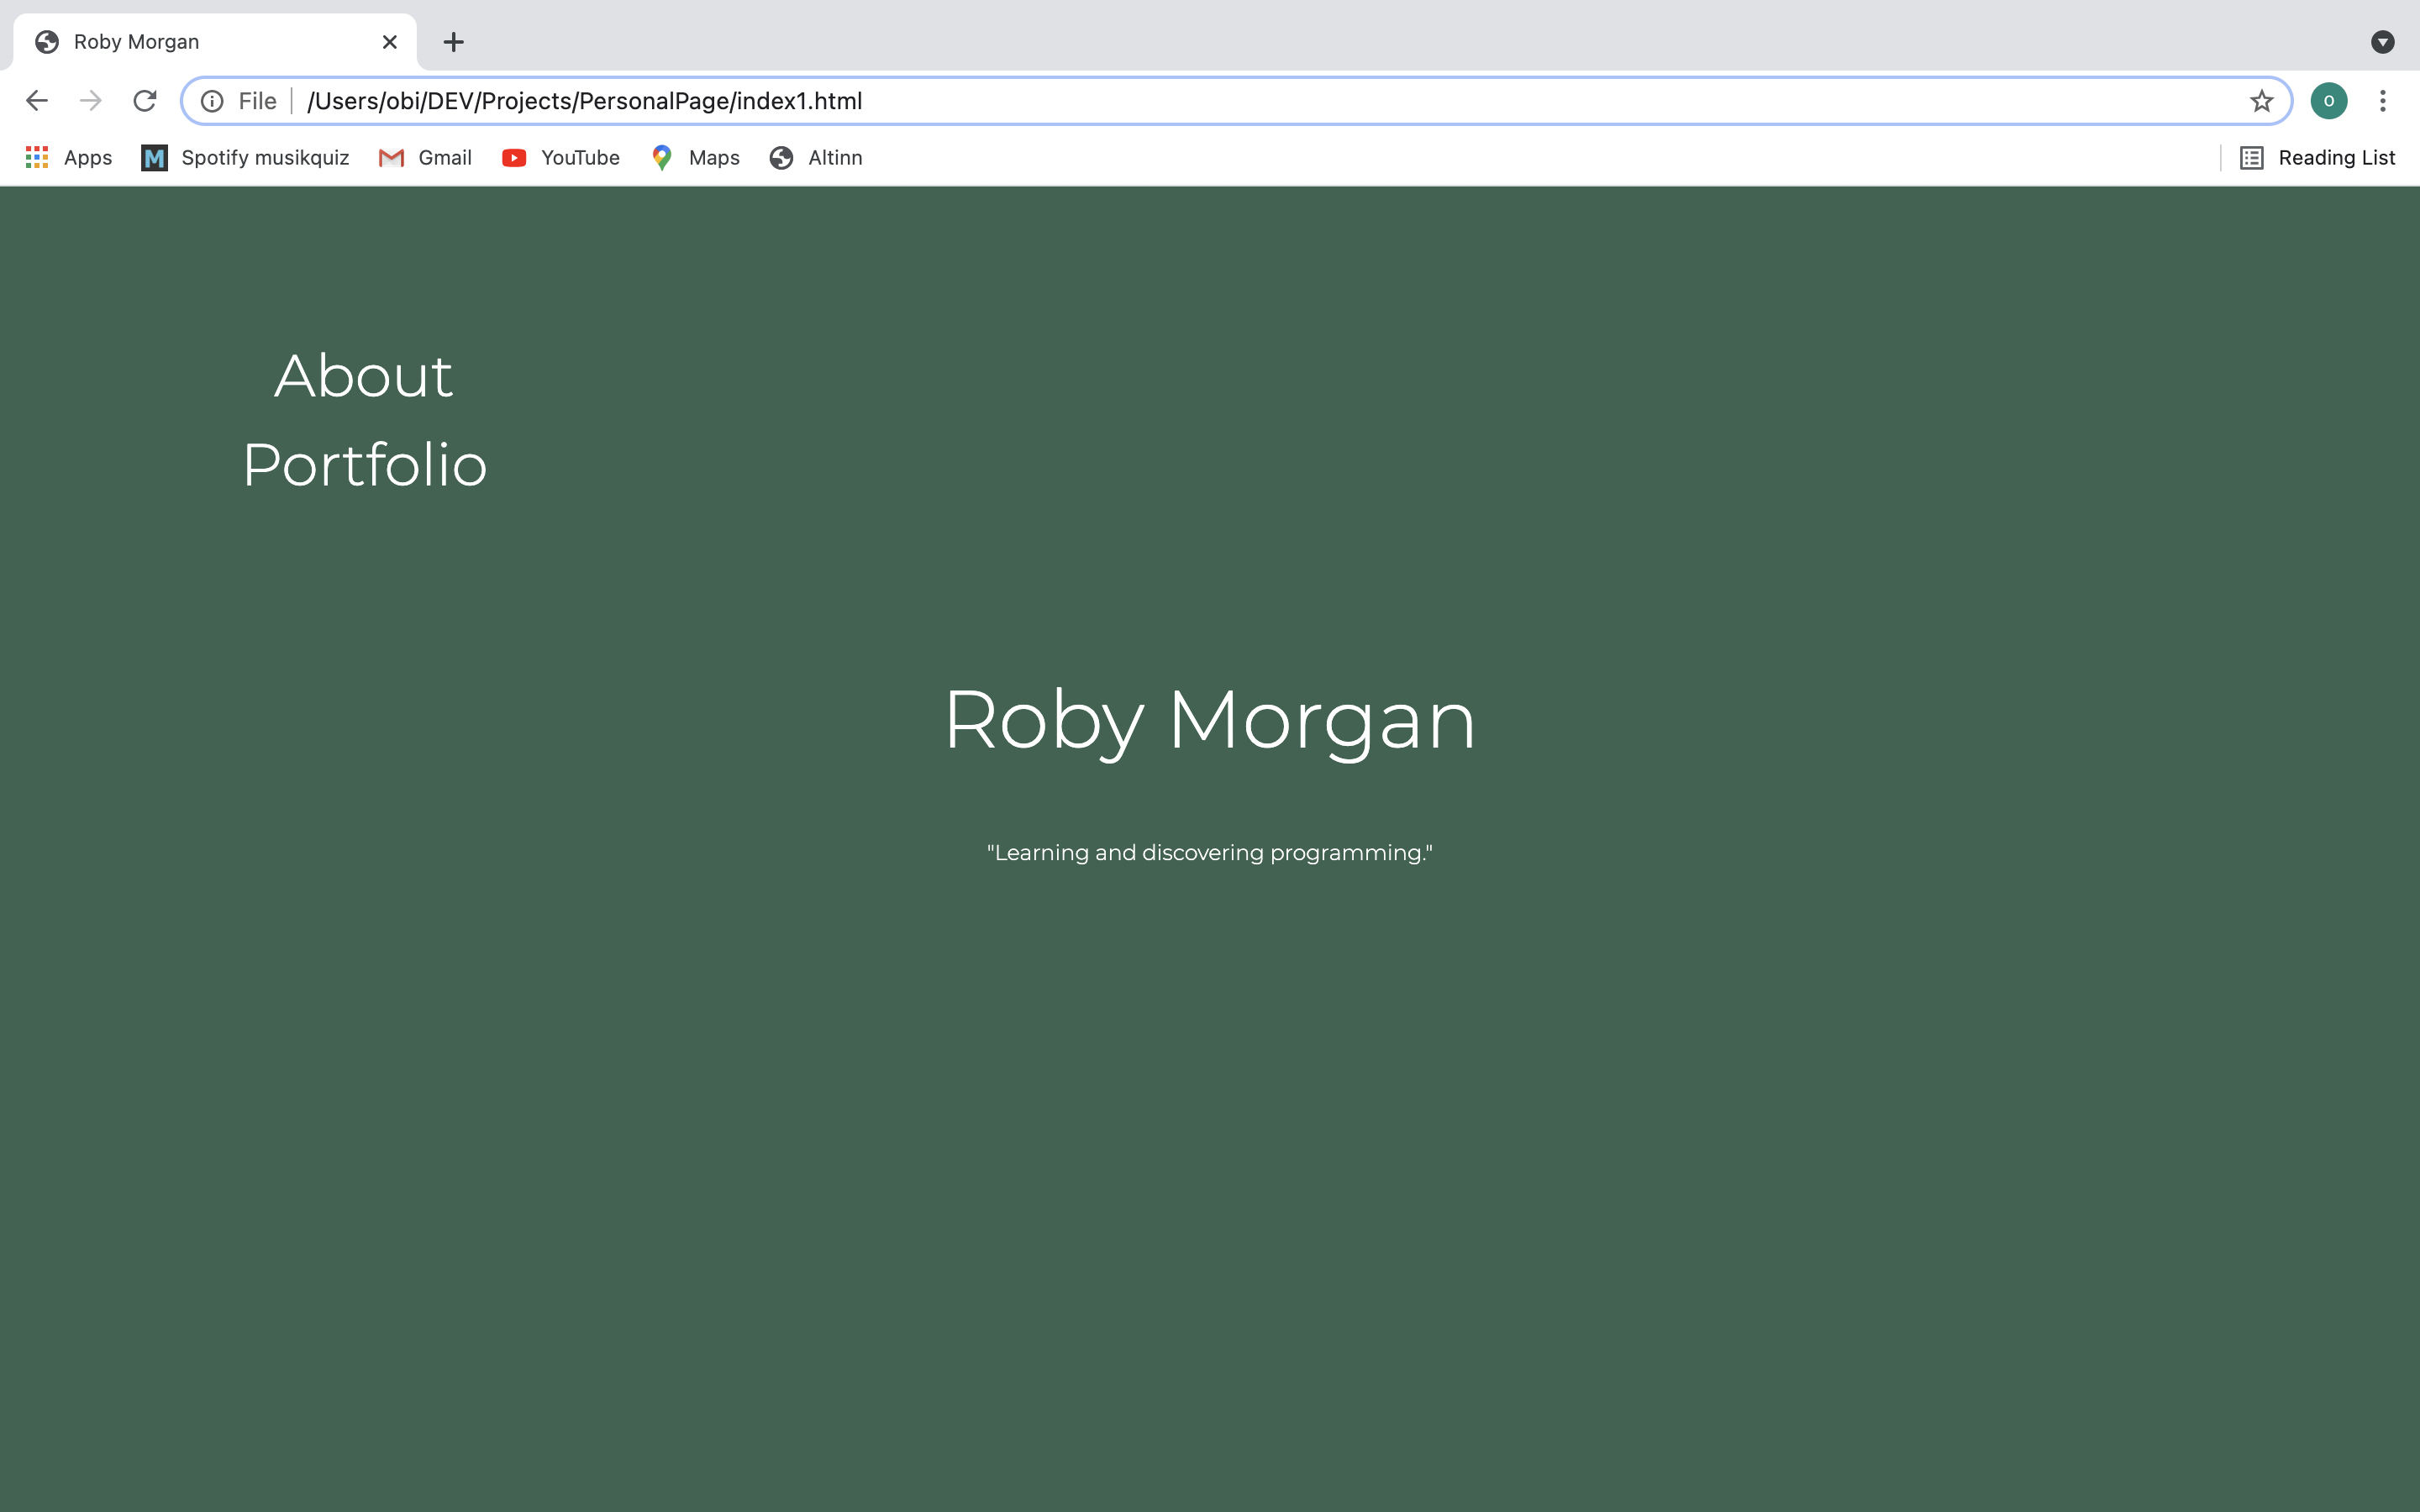 Roby Morgan
File /Users/obi/DEV/Projects/PersonalPage/index1.html
O
Apps M Spotify musikquiz Gmail YouTube Maps Altinn Reading List
About
Portfolio
Roby Morgan
"Learning and discovering programming."